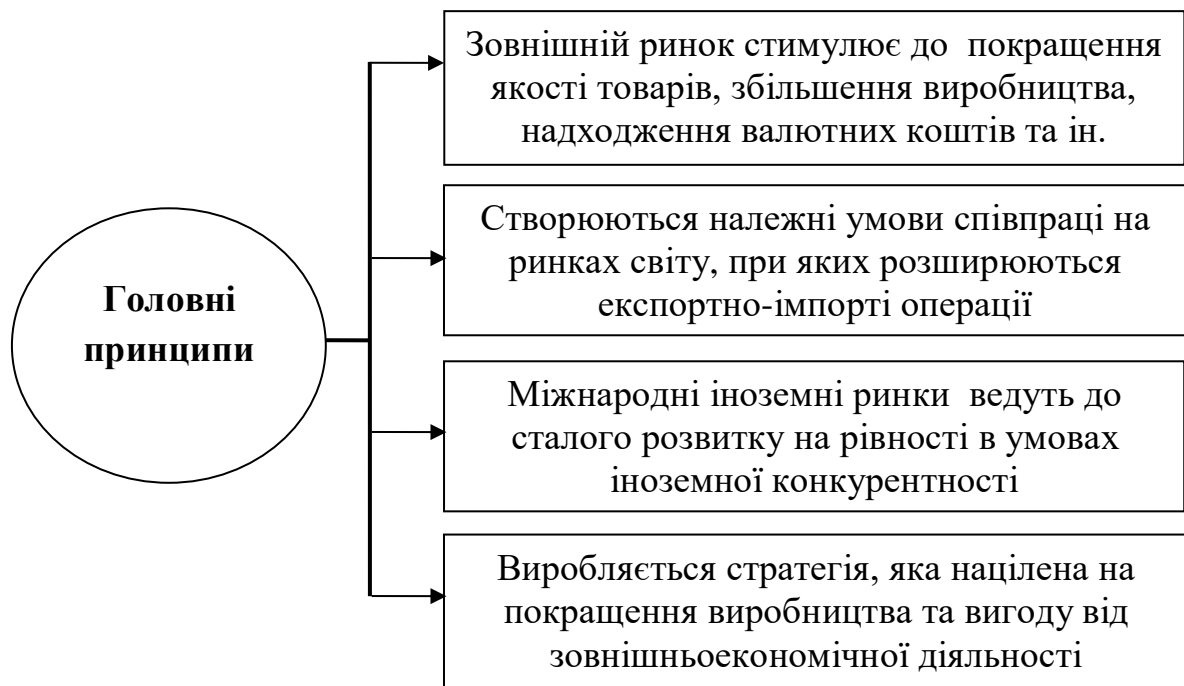 Зовнішній ринок стимулює до покращення
якості товарів, збільшення виробництва,
надходження валютних коштів та ін.
Створюються належні умови співпраці на
ринках світу, при яких розширюються
експортно-імпорті операції
Головні
принципи
Міжнародні іноземні ринки ведуть до
сталого розвитку на рівності в умовах
іноземної конкурентності
Виробляється стратегія, яка націлена на
покращення виробництва та вигоду від
зовнішньоекономічної діяльності